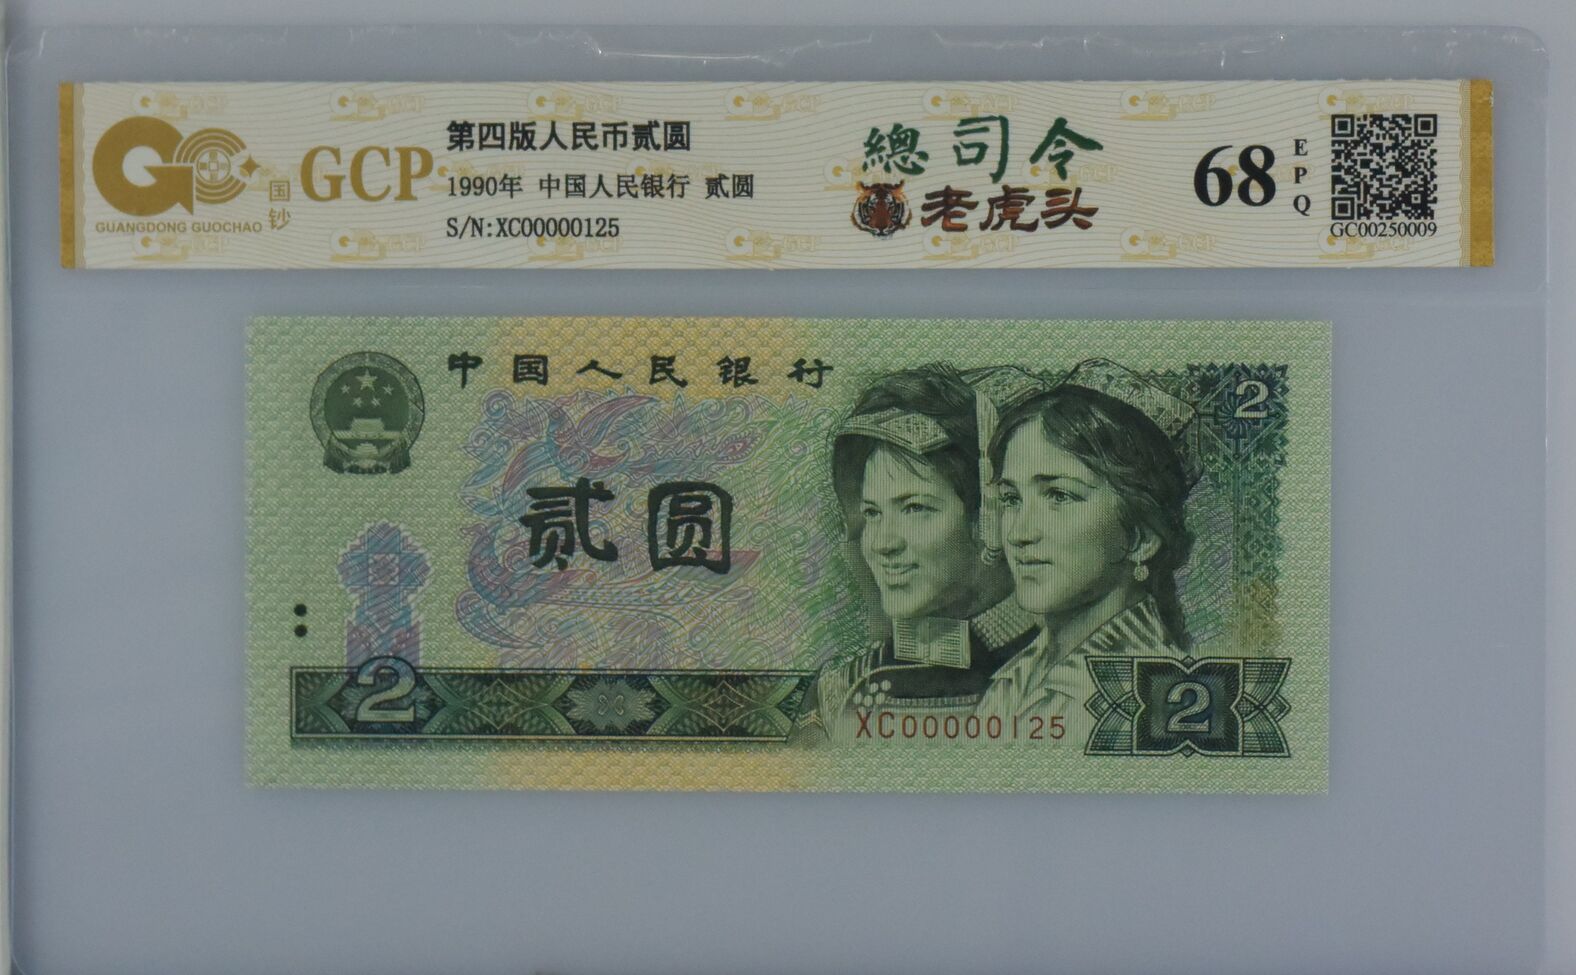 GCP
国钞
GUANGDONG GUOCHAO
第四版人民币贰圆
1990年 中国人民银行 贰圆
S/N:XC00000125
總司令
老虎头
68
EPQ
GC00250009
中国人民银行
2
贰圆
2
XC00000125
2